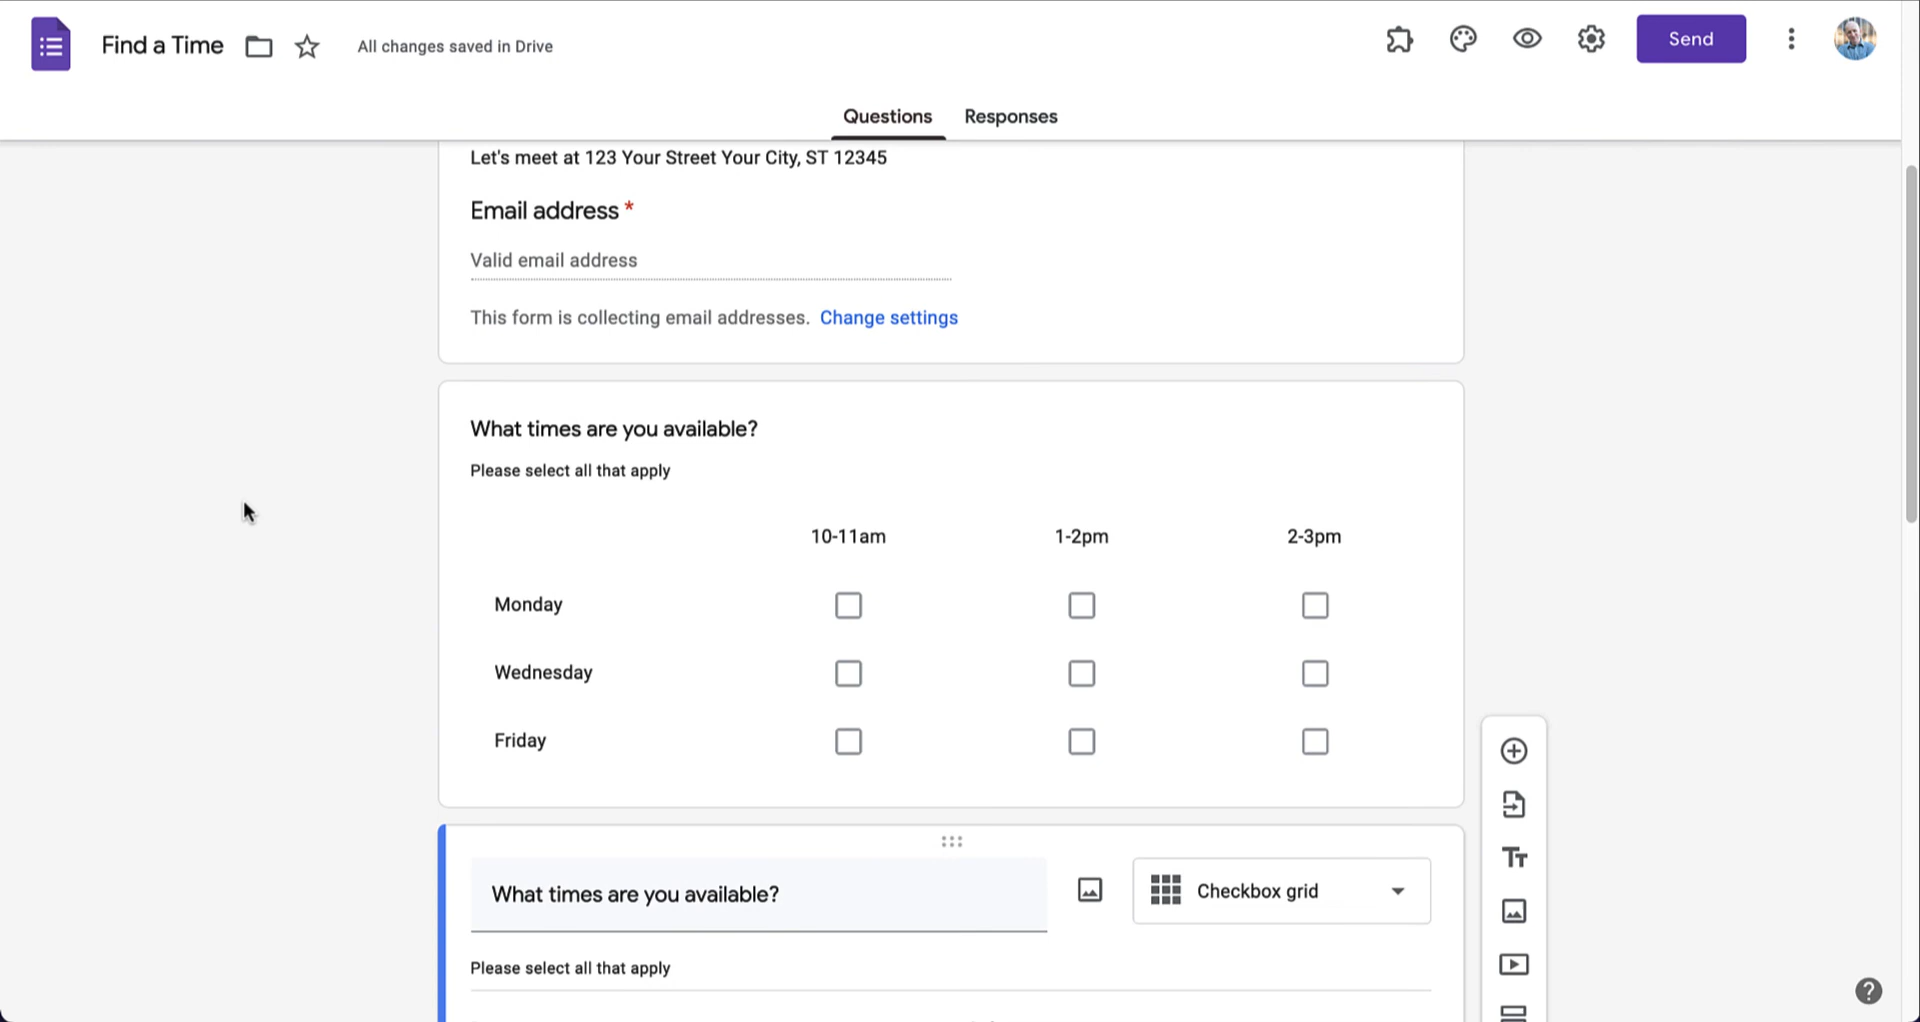 Find a Time
All changes saved in Drive
Send
Questions
Responses
Let's meet at 123 Your Street Your City, ST 12345
Email address *
Valid email address
This form is collecting email addresses. Change settings
What times are you available?
Please select all that apply
10-11am 1-2pm 2-3pm
Monday
Wednesday
Friday
What times are you available?
Checkbox grid
Please select all that apply